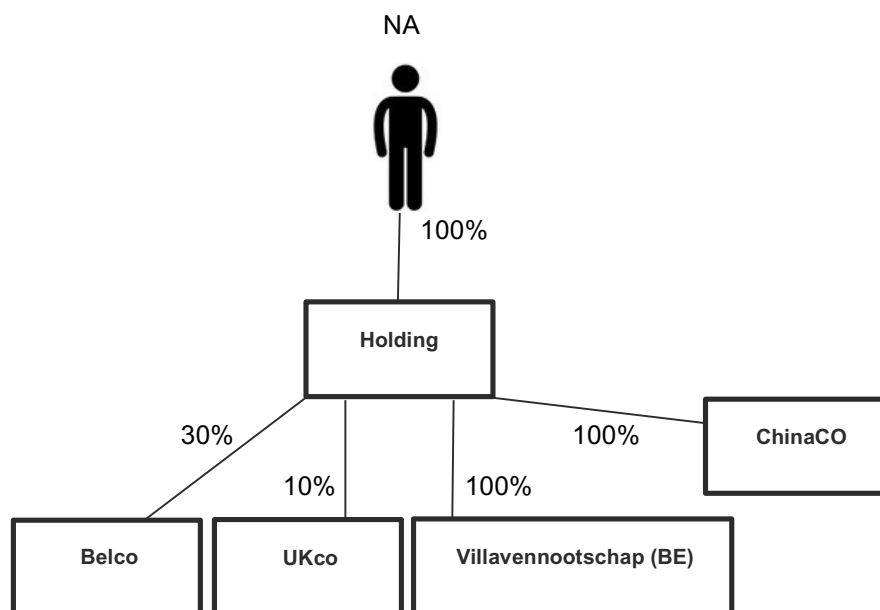 NA
100%
Holding
30%
10%
100%
100%
ChinaCO
Belco
UKco
Villavennootschap (BE)